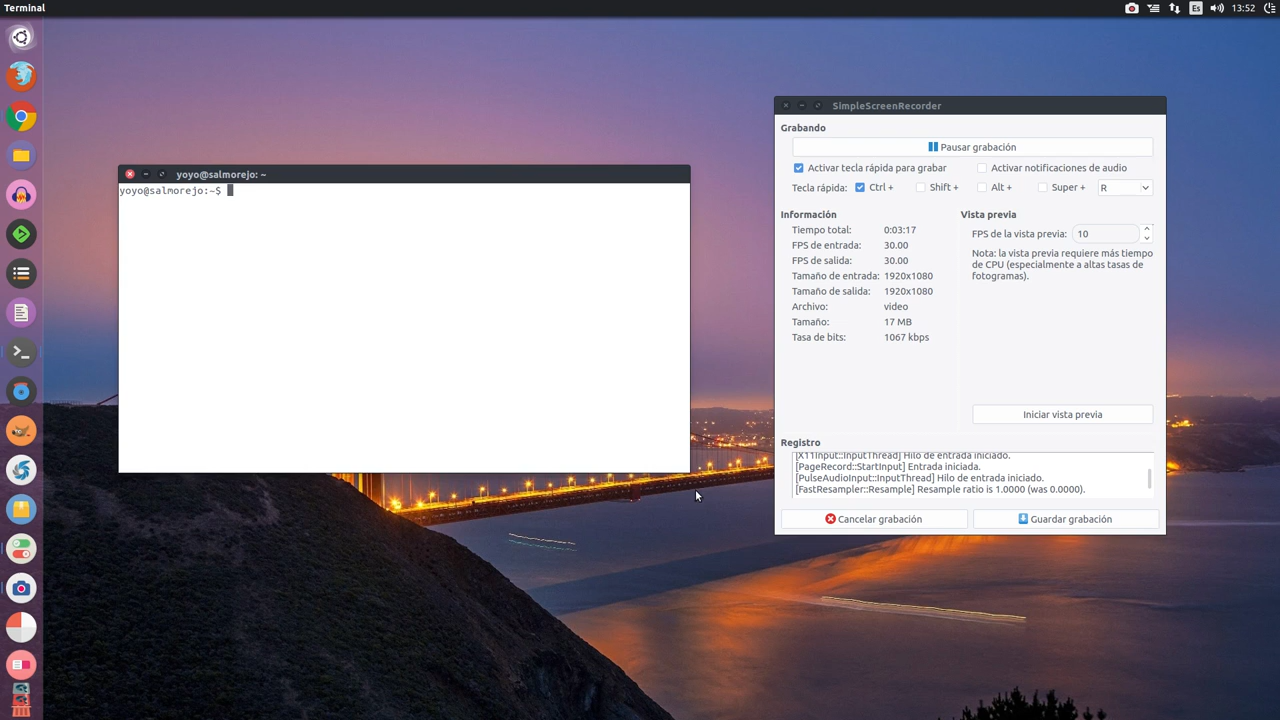 Terminal
Es
13:52
yoyo@salmorejo: ~
yoyo@salmorejo:~$
SimpleScreenRecorder
Grabando
Pausar grabación
Activar tecla rápida para grabar
Activar notificaciones de audio
Tecla rápida: Ctrl + Shift + Alt + Super + R
Información
Tiempo total: 0:03:17
FPS de entrada: 30.00
FPS de salida: 30.00
Tamaño de entrada: 1920x1080
Tamaño de salida: 1920x1080
Archivo: video
Tamaño: 17 MB
Tasa de bits: 1067 kbps
Vista previa
FPS de la vista previa: 10
Nota: la vista previa requiere más tiempo
de CPU (especialmente a altas tasas de
fotogramas).
Iniciar vista previa
Registro
[X11Input::InputThread] Hilo de entrada iniciado.
[PageRecord::StartInput] Entrada iniciada.
[PulseAudioInput::InputThread] Hilo de entrada iniciado.
[FastResampler::Resample] Resample ratio is 1.0000 (was 0.0000).
Cancelar grabación
Guardar grabación